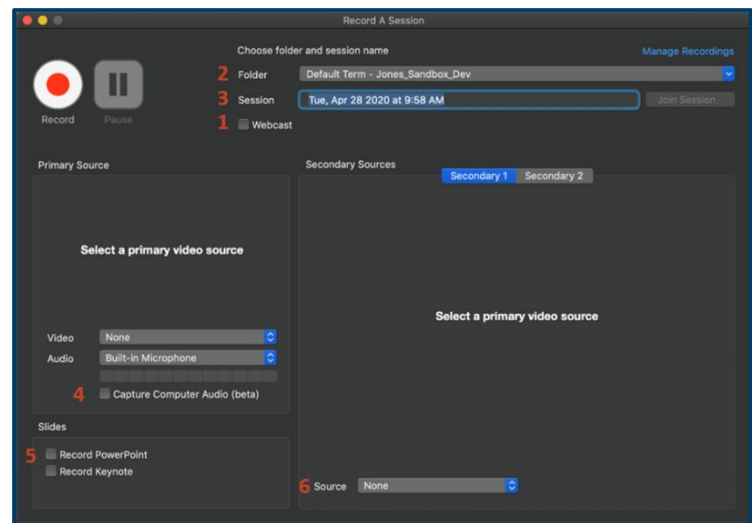 Record A Session
Choose folder and session name Manage Recordings
2 Folder Default Term - Jones_Sandbox_Dev
3 Session Tue, Apr 28 2020 at 9:58 AM Join Session
Record Pause 1 Webcast
Primary Source Secondary Sources
Secondary 1 Secondary 2
Select a primary video source
Select a primary video source
Video None
Audio Built-in Microphone
4 Capture Computer Audio (beta)
Slides
5 Record PowerPoint
Record Keynote
6 Source None